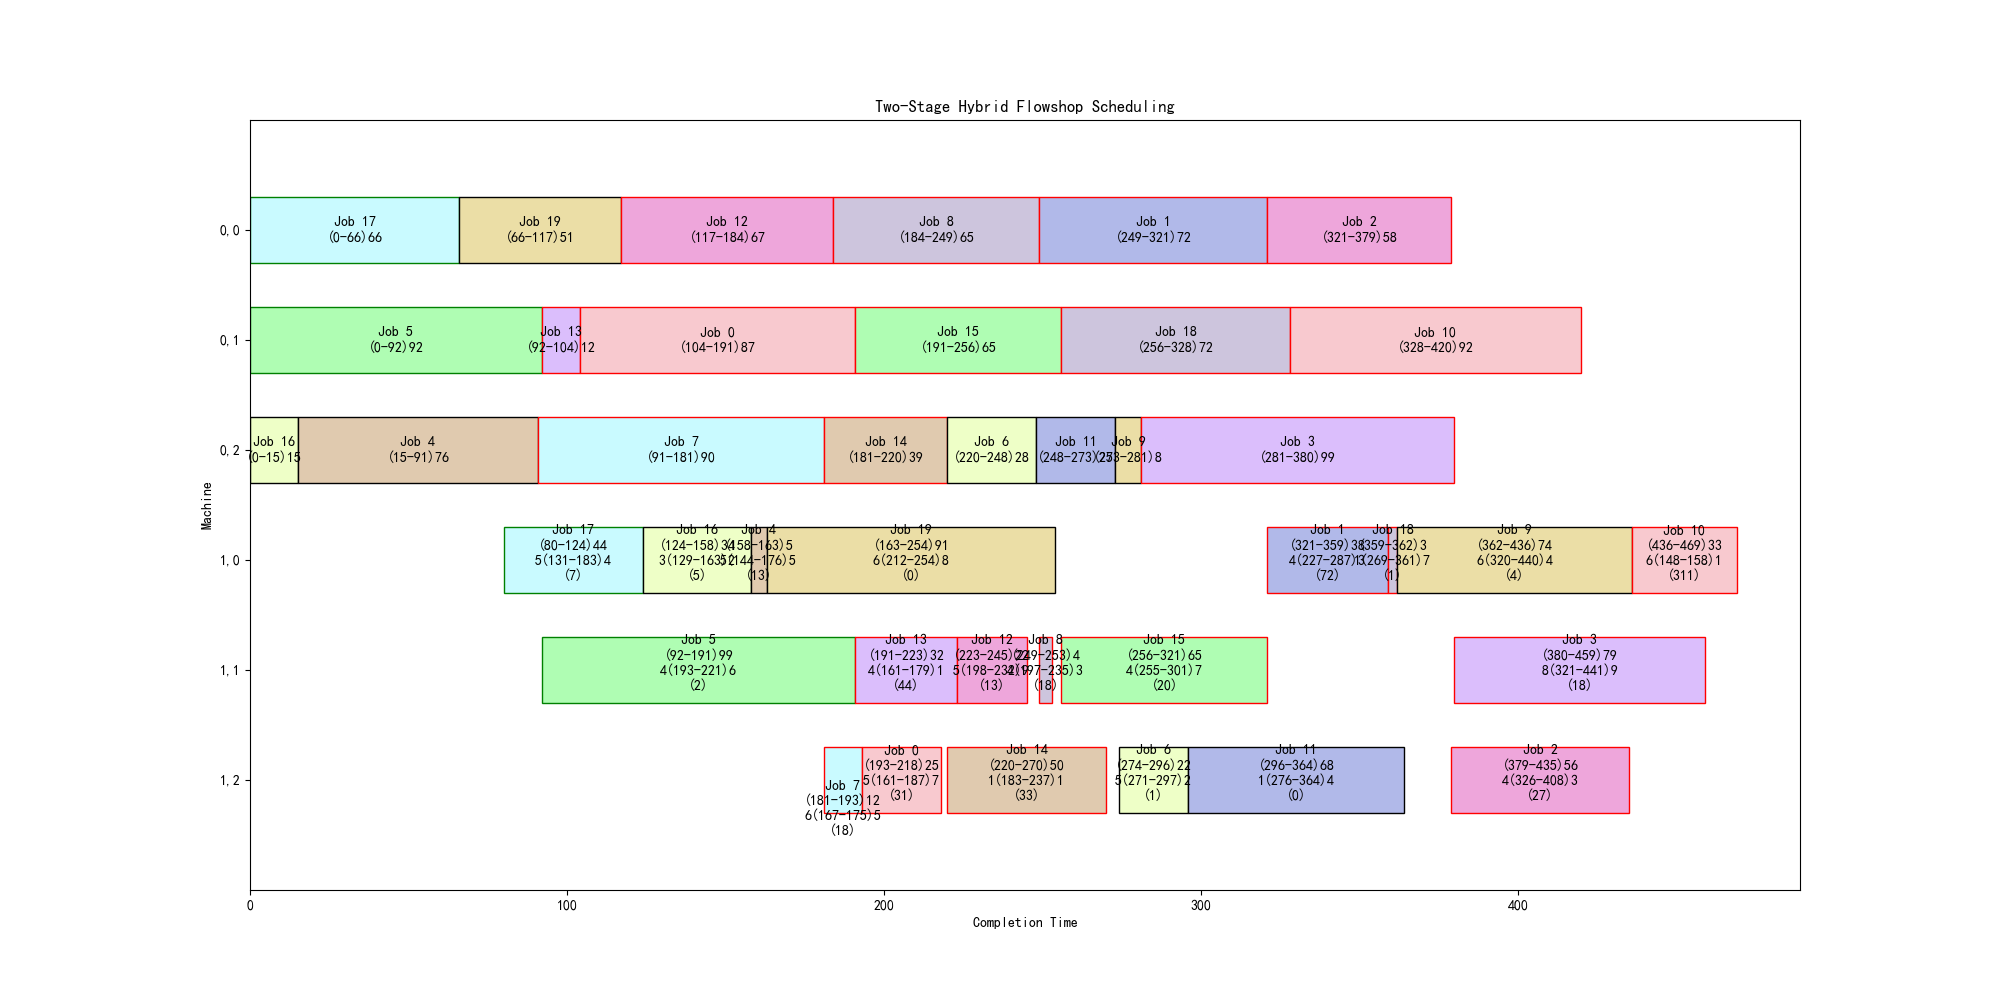 Two-Stage Hybrid Flowshop Scheduling
Machine
0,0
Job 17
(0-66)66
Job 19
(66-117)51
Job 12
(117-184)67
Job 8
(184-249)65
Job 1
(249-321)72
Job 2
(321-379)58
0,1
Job 5
(0-92)92
Job 13
(92-104)12
Job 0
(104-191)87
Job 15
(191-256)65
Job 18
(256-328)72
Job 10
(328-420)92
0,2
Job 16
(0-15)15
Job 4
(15-91)76
Job 7
(91-181)90
Job 14
(181-220)39
Job 6
(220-248)28
Job 11
(248-273)25
Job 9
(273-281)8
Job 3
(281-380)99
1,0
Job 17
(80-124)44
5(131-183)4
(7)
Job 16
(124-158)34
3(129-163)2
(5)
Job 4
(158-163)5
5(144-176)5
(13)
Job 19
(163-254)91
6(212-254)8
(0)
Job 1
(321-359)38
4(227-287)3
(72)
Job 18
(359-362)3
1(269-361)7
(1)
Job 9
(362-436)74
6(320-440)4
(4)
Job 10
(436-469)33
6(148-158)1
(311)
1,1
Job 5
(92-191)99
4(193-221)6
(2)
Job 13
(191-223)32
4(161-179)1
(44)
Job 12
(223-245)22
(13)
Job 8
(249-253)4
(18)
Job 15
(256-321)65
4(255-301)7
(20)
Job 3
(380-459)79
8(321-441)9
(18)
1,2
Job 7
(181-193)12
6(167-175)5
(18)
Job 0
(193-218)25
5(161-187)7
(31)
Job 14
(220-270)50
1(183-237)1
(33)
Job 6
(274-296)22
5(271-297)2
(1)
Job 11
(296-364)68
1(276-364)4
(0)
Job 2
(379-435)56
4(326-408)3
(27)
0
100
200
300
400
Completion Time